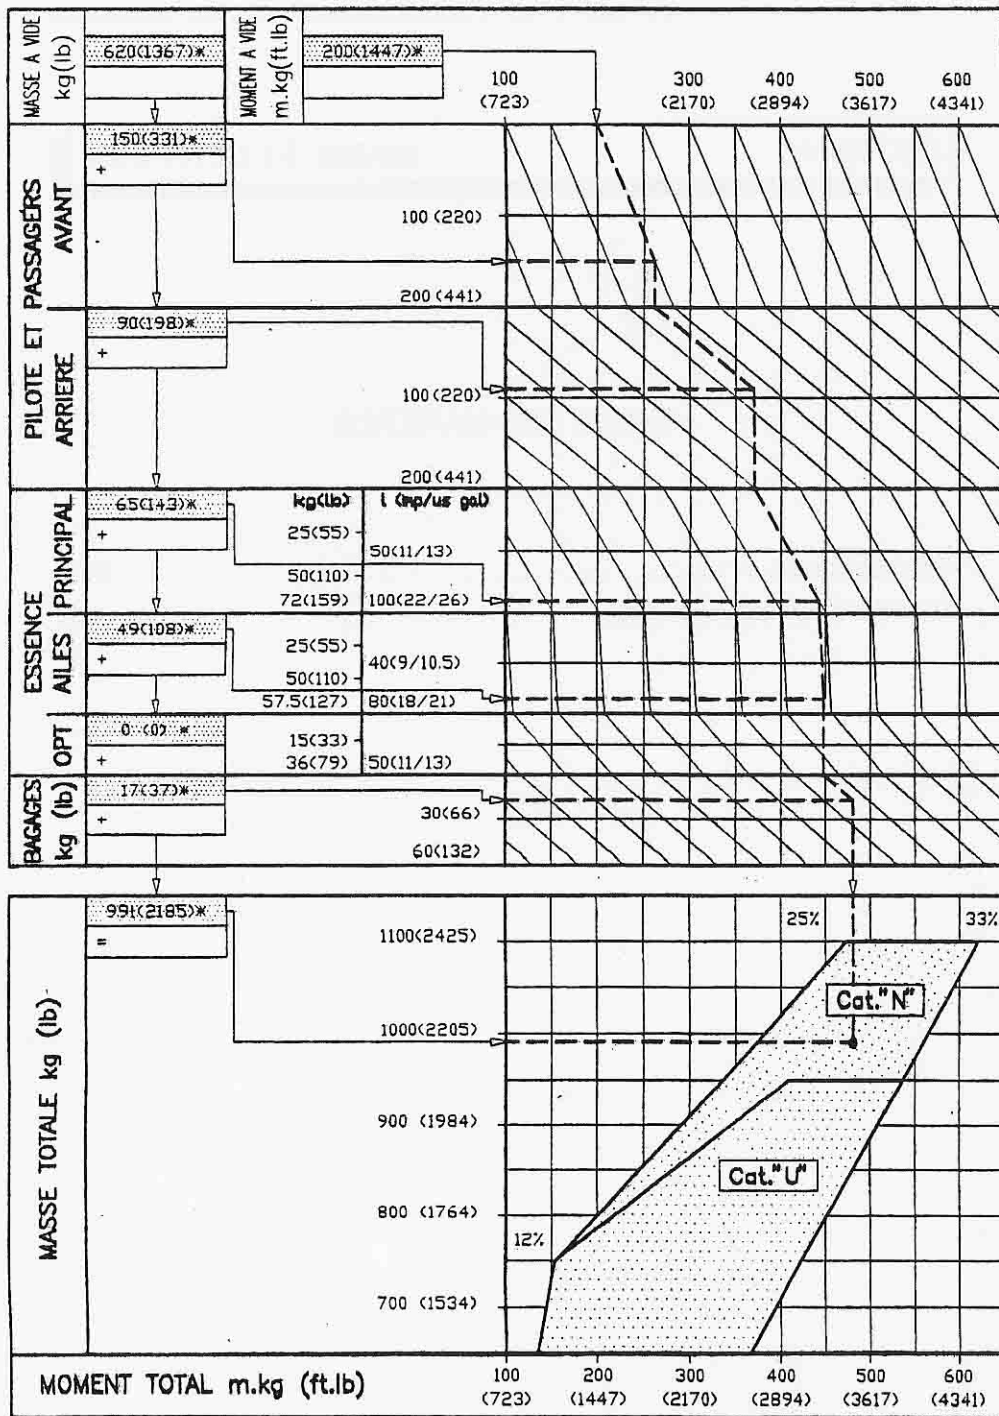 MASSE A VIDE
kg(lb)
620(1367)*
MOMENT A VIDE
m.kg(ft.lb)
200(1447)*
100 300 400 500 600
(723) (2170) (2894) (3617) (4341)
PILOTE ET PASSAGERS
AVANT
150(331)*
+
100(220)
200(441)
ARRIERE
90(198)*
+
100(220)
200(441)
ESSENCE
PRINCIPAL
65(143)*
+
kg(lb) l (imp/us gal)
25(55)
50(11/13)
50(110)
72(159) 100(22/26)
AILES
49(108)*
+
25(55)
40(9/10.5)
50(110)
57.5(127) 80(18/21)
OPT
0 (0) *
+
15(33)
36(79) 50(11/13)
BAGAGES
kg (lb)
17(37)*
+
30(66)
60(132)
MASSE TOTALE kg (lb)
991(2185)*
=
25% 33%
1100(2425)
Cat."N"
1000(2205)
900 (1984)
Cat."U"
800 (1764)
12%
700 (1534)
MOMENT TOTAL m.kg (ft.lb)
100 200 300 400 500 600
(723) (1447) (2170) (2894) (3617) (4341)